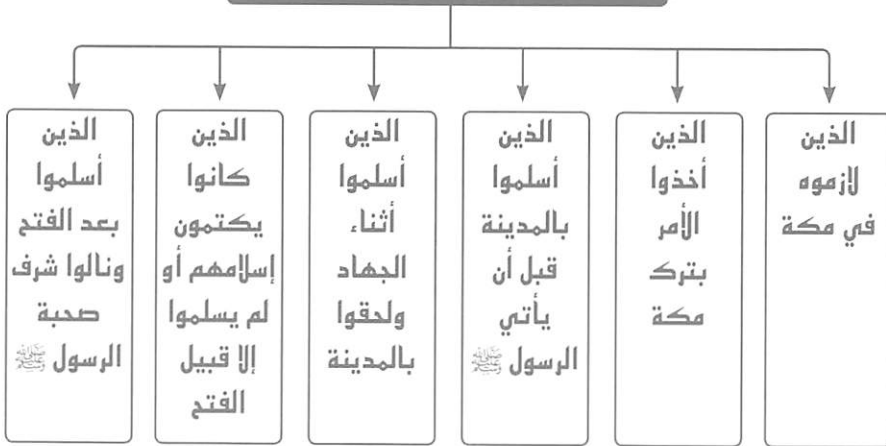 الذين
لازموه
في مكة
الذين
أخذوا
الأمر
بترك
مكة
الذين
أسلموا
بالمدينة
قبل أن
يأتي
الرسول ﷺ
الذين
أسلموا
أثناء
الجهاد
ولحقوا
بالمدينة
الذين
كانوا
يكتمون
إسلامهم أو
لم يسلموا
إلا قبيل
الفتح
الذين
أسلموا
بعد الفتح
ونالوا شرف
صحبة
الرسول ﷺ